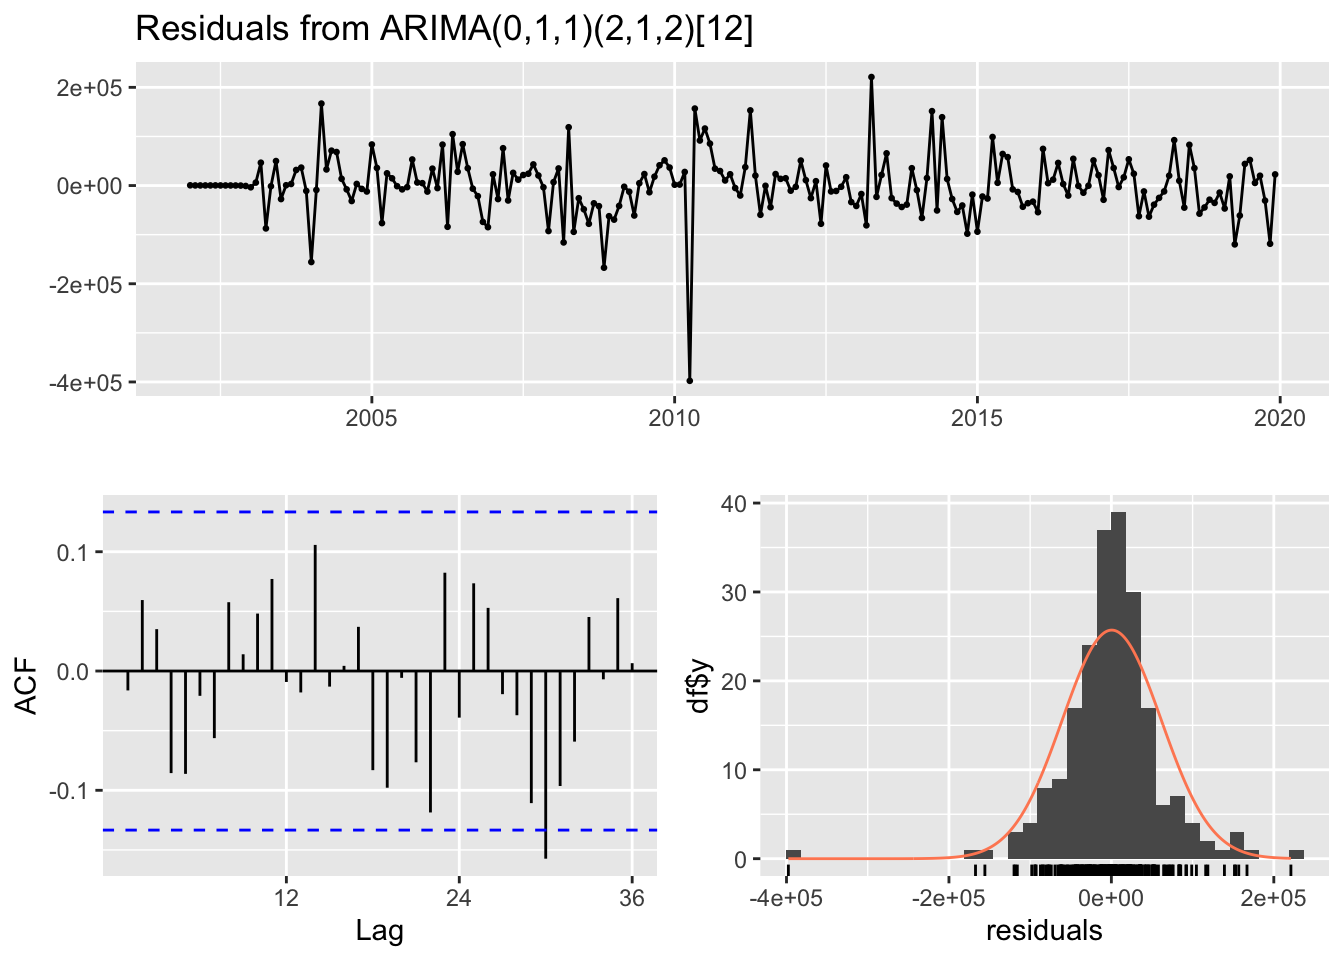 Residuals from ARIMA(0,1,1)(2,1,2)[12]
2e+05
0e+00
-2e+05
-4e+05
2005 2010 2015 2020
ACF
0.1
0.0
-0.1
12 24 36
Lag
df$y
40
30
20
10
0
-4e+05 -2e+05 0e+00 2e+05
residuals